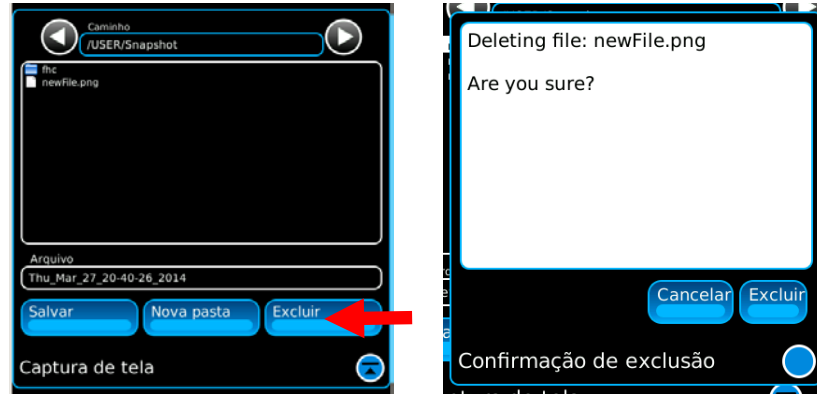 Caminho
/USER/Snapshot
fhc
newFile.png
Arquivo
Thu_Mar_27_20-40-26_2014
Salvar
Nova pasta
Excluir
Captura de tela
Deleting file: newFile.png
Are you sure?
Cancelar
Excluir
Confirmação de exclusão